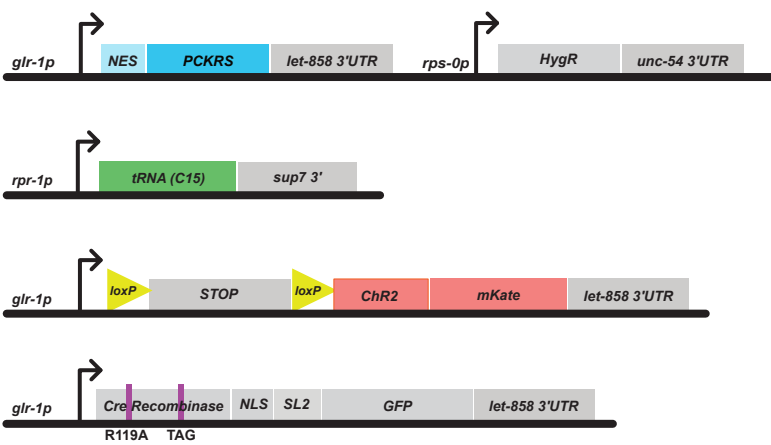 glr-1p NES PCKRS let-858 3'UTR rps-0p HygR unc-54 3'UTR
rpr-1p tRNA (C15) sup7 3'
glr-1p loxP STOP loxP ChR2 mKate let-858 3'UTR
glr-1p Cre Recombinase NLS SL2 GFP let-858 3'UTR
R119A TAG